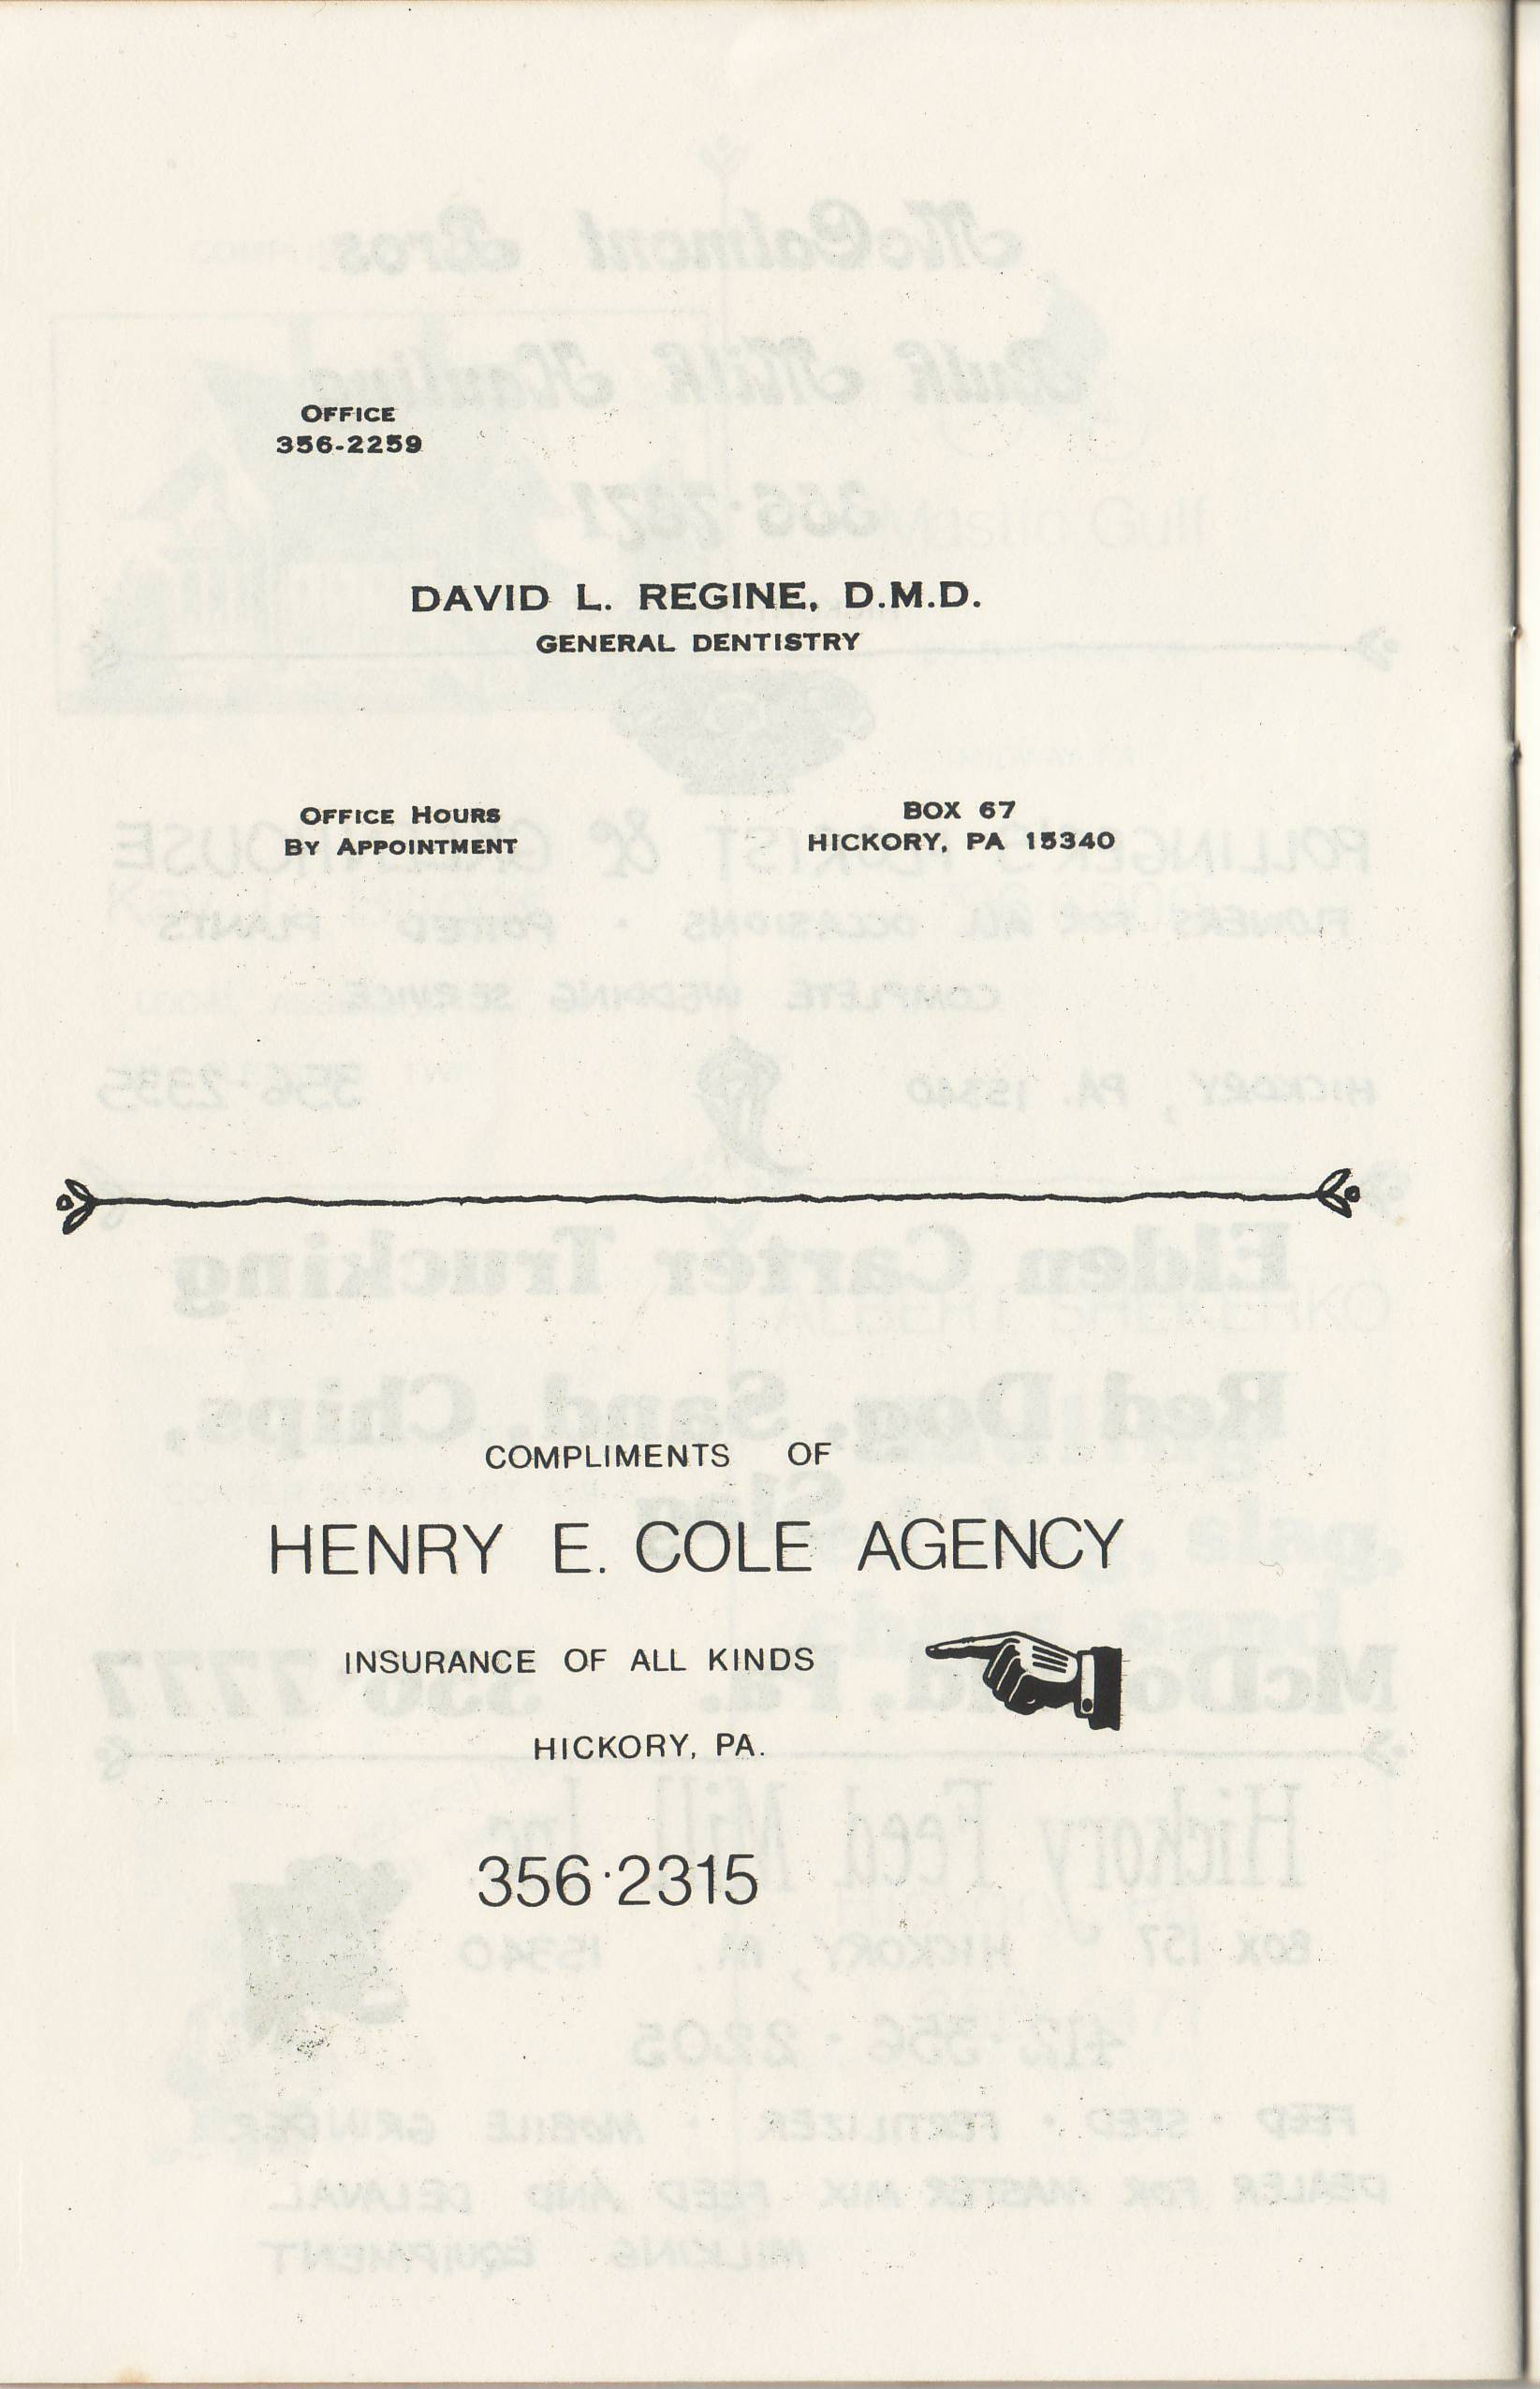 OFFICE
356-2259
DAVID L. REGINE, D.M.D.
GENERAL DENTISTRY
OFFICE HOURS
BY APPOINTMENT
BOX 67
HICKORY, PA 15340
COMPLIMENTS OF
HENRY E. COLE AGENCY
INSURANCE OF ALL KINDS
HICKORY, PA.
356·2315